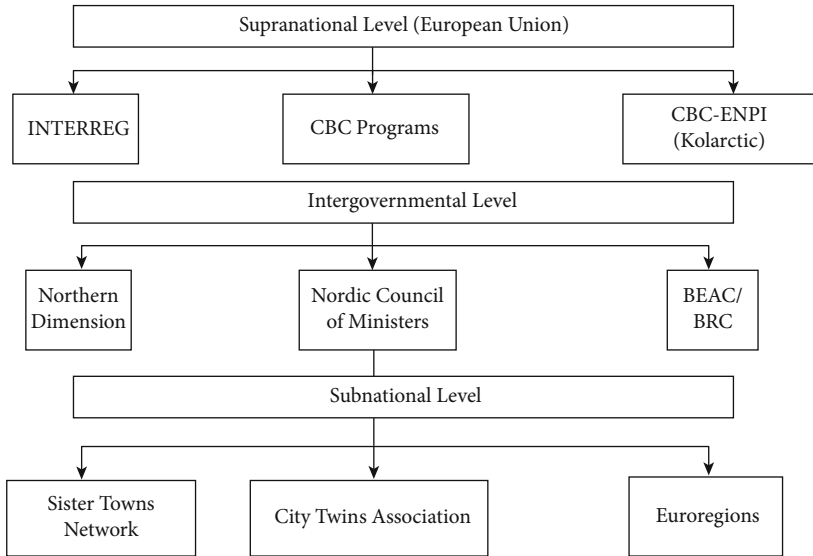 Supranational Level (European Union)
INTERREG
CBC Programs
CBC-ENPI
(Kolarctic)
Intergovernmental Level
Northern
Dimension
Nordic Council
of Ministers
BEAC/
BRC
Subnational Level
Sister Towns
Network
City Twins Association
Euroregions